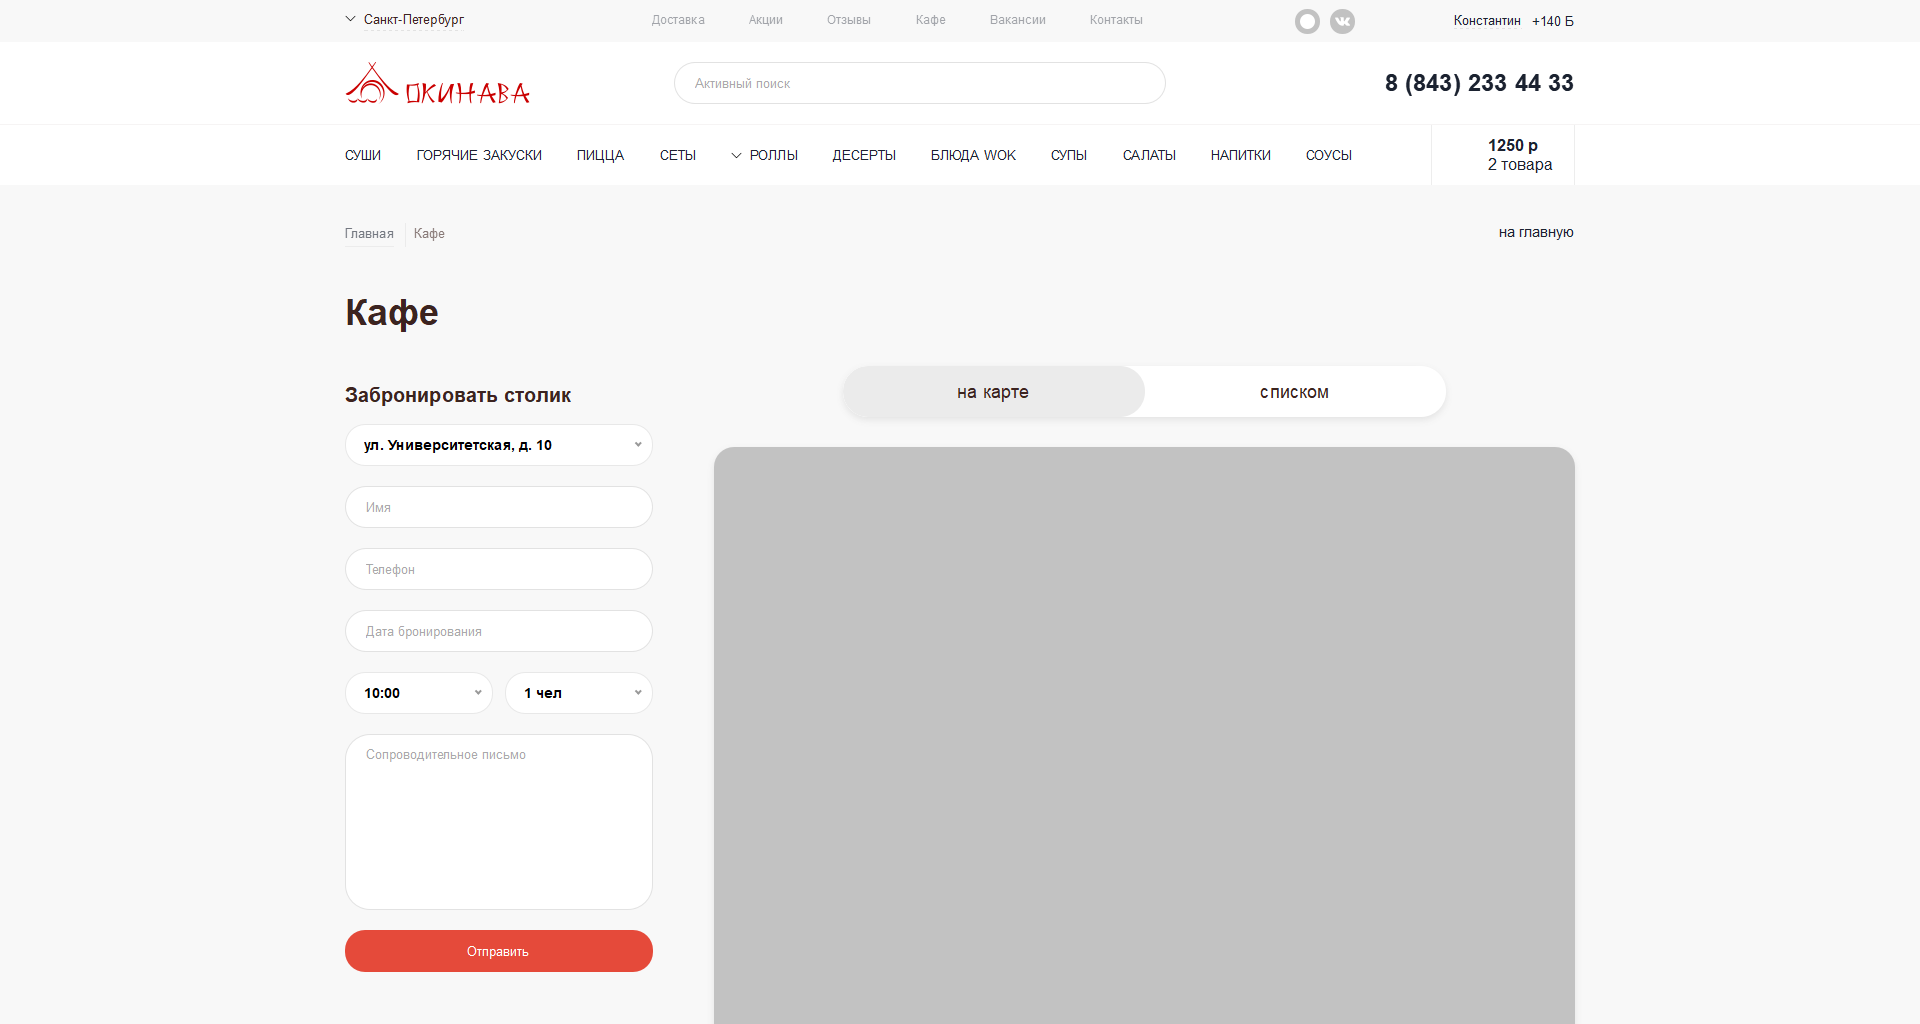 Санкт-Петербург
Доставка
Акции
Отзывы
Кафе
Вакансии
Контакты
Константин
+140 Б
ОКИНАВА
Активный поиск
8 (843) 233 44 33
СУШИ
ГОРЯЧИЕ ЗАКУСКИ
ПИЦЦА
СЕТЫ
РОЛЛЫ
ДЕСЕРТЫ
БЛЮДА WOK
СУПЫ
САЛАТЫ
НАПИТКИ
СОУСЫ
1250 р
2 товара
Главная
Кафе
на главную
Кафе
Забронировать столик
на карте
списком
ул. Университетская, д. 10
Имя
Телефон
Дата бронирования
10:00
1 чел
Сопроводительное письмо
Отправить